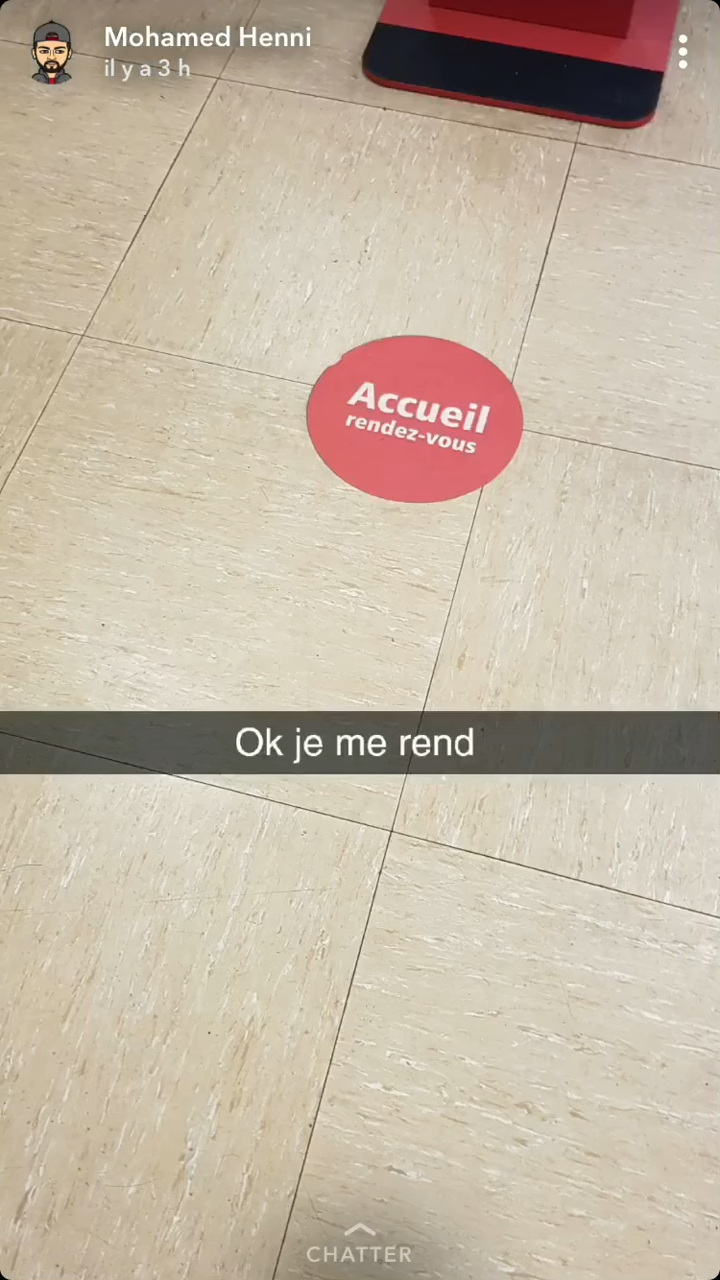 Mohamed Henni
il y a 3 h
Accueil
rendez-vous
Ok je me rend
CHATTER